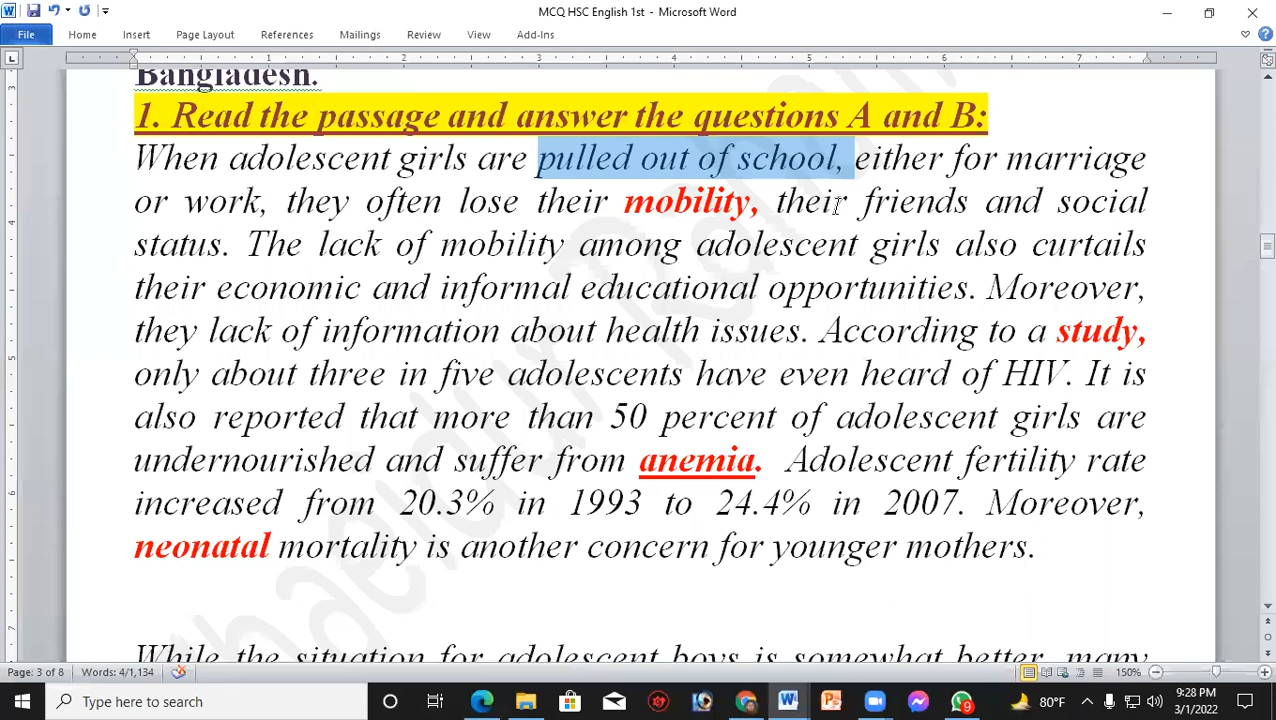 MCQ HSC English 1st - Microsoft Word
File Home Insert Page Layout References Mailings Review View Add-Ins
1 2 3 4 5 6 7
Bangladesh.
1. Read the passage and answer the questions A and B:
When adolescent girls are pulled out of school, either for marriage
or work, they often lose their mobility, their friends and social
status. The lack of mobility among adolescent girls also curtails
their economic and informal educational opportunities. Moreover,
they lack of information about health issues. According to a study,
only about three in five adolescents have even heard of HIV. It is
also reported that more than 50 percent of adolescent girls are
undernourished and suffer from anemia. Adolescent fertility rate
increased from 20.3% in 1993 to 24.4% in 2007. Moreover,
neonatal mortality is another concern for younger mothers.
While the situation for adolescent boys is somewhat better, many
Page: 3 of 8 Words: 4/1,134 150%
Type here to search 80°F 9:28 PM
3/1/2022